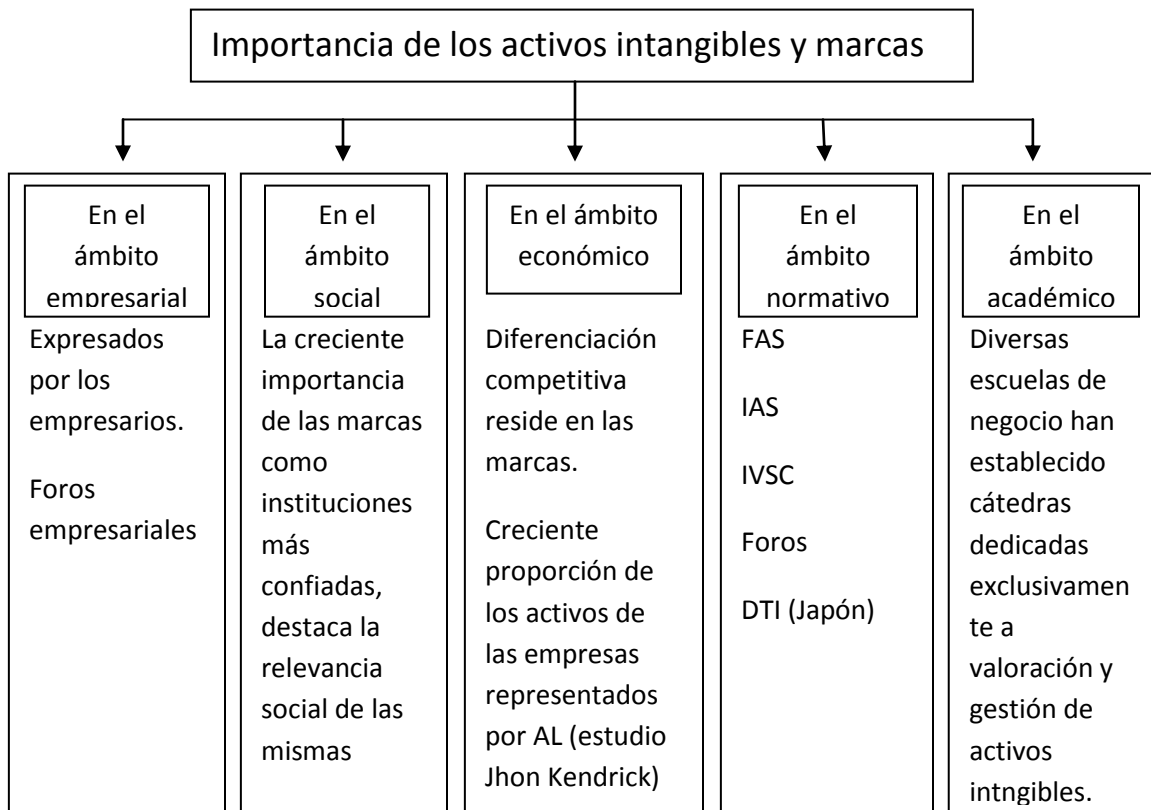 Importancia de los activos intangibles y marcas
En el
ámbito
empresarial
Expresados
por los
empresarios.
Foros
empresariales
En el
ámbito
social
La creciente
importancia
de las marcas
como
instituciones
más
confiadas,
destaca la
relevancia
social de las
mismas
En el ámbito
económico
Diferenciación
competitiva
reside en las
marcas.
Creciente
proporción de
los activos de
las empresas
representados
por AL (estudio
Jhon Kendrick)
En el
ámbito
normativo
FAS
IAS
IVSC
Foros
DTI (Japón)
En el
ámbito
académico
Diversas
escuelas de
negocio han
establecido
cátedras
dedicadas
exclusivamen
te a
valoración y
gestión de
activos
intngibles.